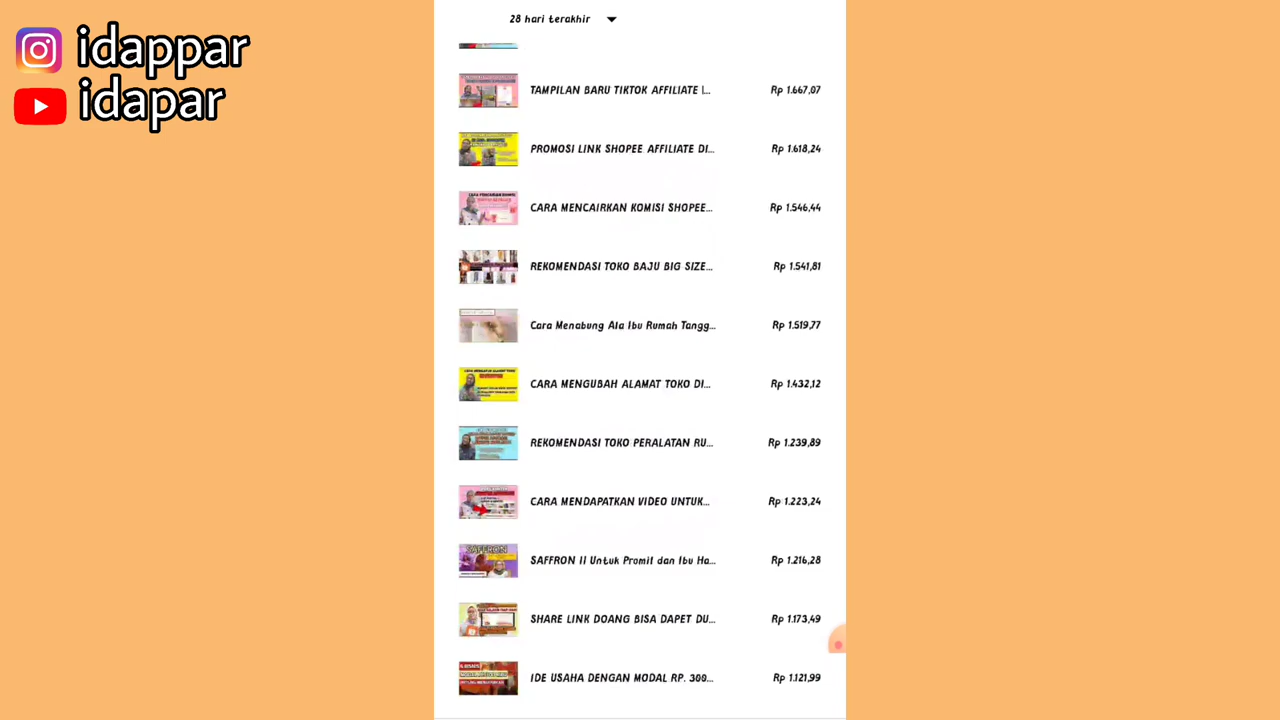 idappar
idapar
28 hari terakhir
TAMPILAN BARU TIKTOK AFFILIATE |... Rp 1.667,07
PROMOSI LINK SHOPEE AFFILIATE DI... Rp 1.618,24
CARA MENCAIRKAN KOMISI SHOPEE... Rp 1.546,44
REKOMENDASI TOKO BAJU BIG SIZE... Rp 1.541,81
Cara Menabung Ala Ibu Rumah Tangg... Rp 1.519,77
CARA MENGUBAH ALAMAT TOKO DI... Rp 1.432,12
REKOMENDASI TOKO PERALATAN RU... Rp 1.239,89
CARA MENDAPATKAN VIDEO UNTUK... Rp 1.223,24
SAFFRON
SAFFRON II Untuk Promil dan Ibu Ha... Rp 1.216,28
SHARE LINK DOANG BISA DAPET DU... Rp 1.173,49
IDE USAHA DENGAN MODAL RP. 300... Rp 1.121,99